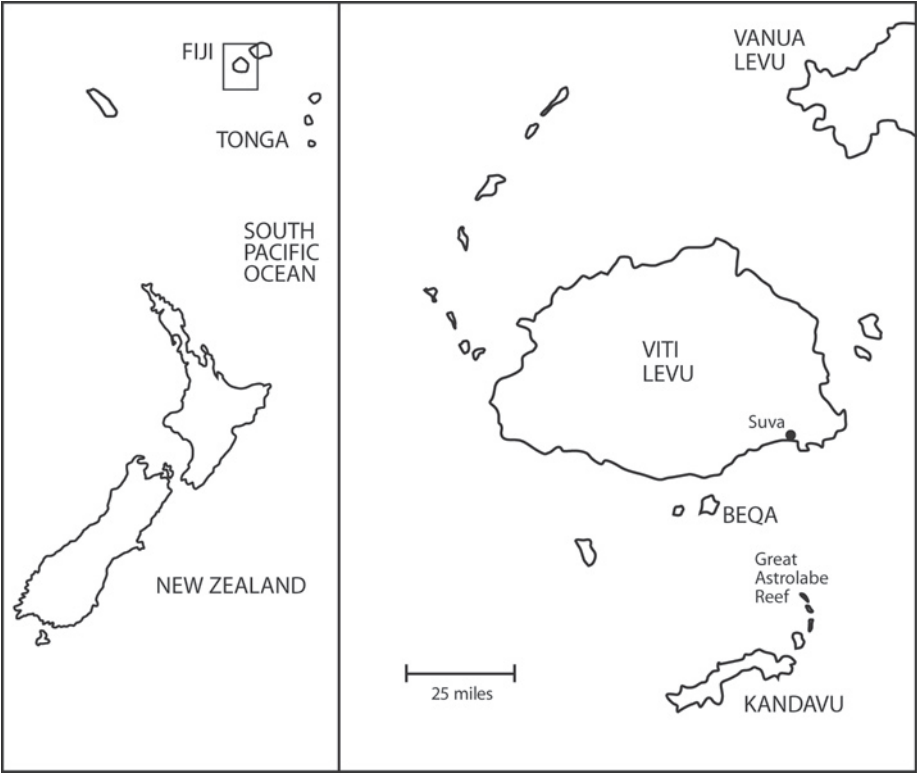 FIJI
TONGA
SOUTH
PACIFIC
OCEAN
NEW ZEALAND
VANUA
LEVU
VITI
LEVU
Suva
BEQA
Great
Astrolabe
Reef
25 miles
KANDAVU